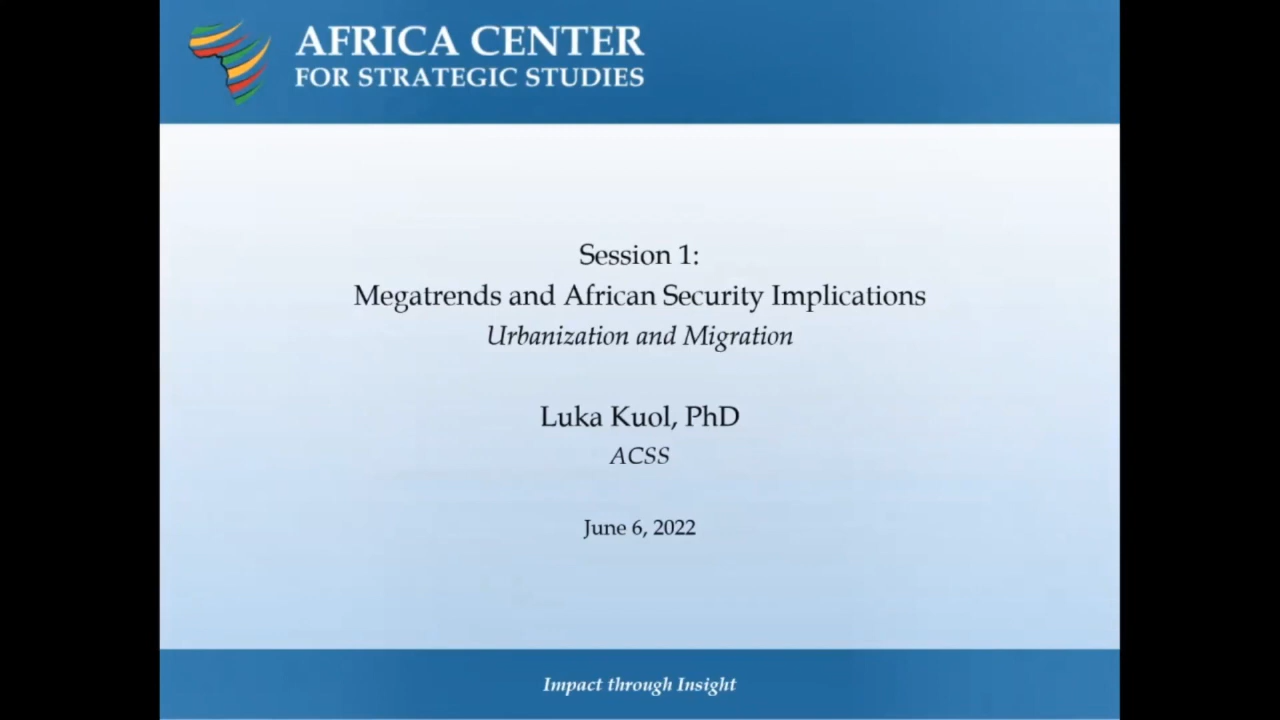 AFRICA CENTER
FOR STRATEGIC STUDIES
Session 1:
Megatrends and African Security Implications
Urbanization and Migration
Luka Kuol, PhD
ACSS
June 6, 2022
Impact through Insight